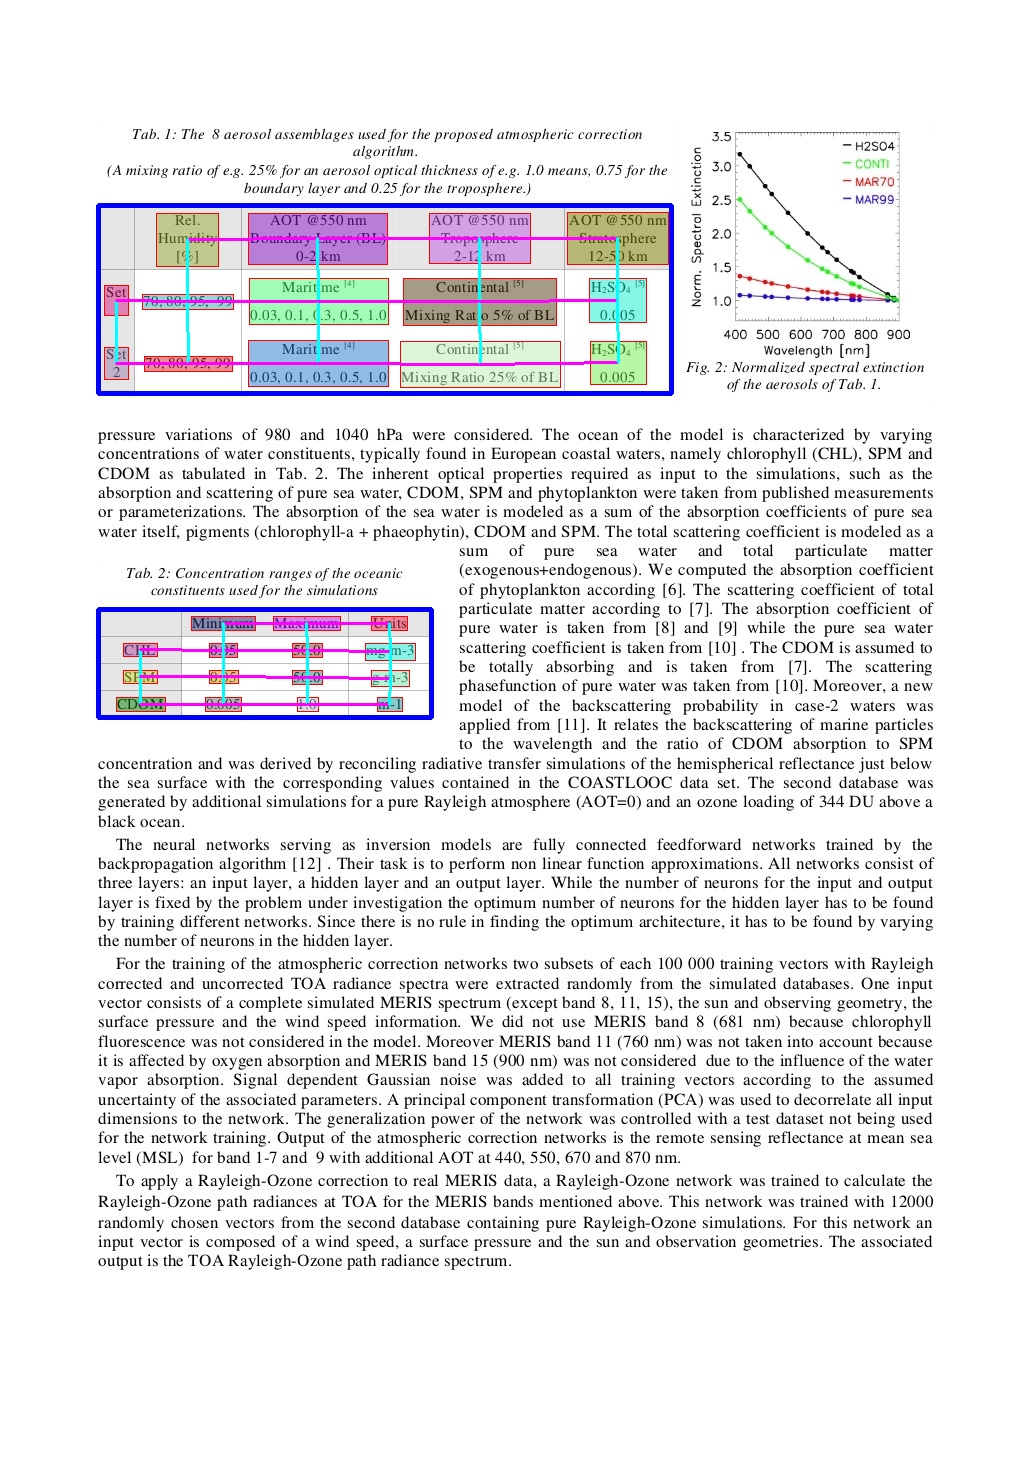 Tab. 1: The 8 aerosol assemblages used for the proposed atmospheric correction
algorithm.
(A mixing ratio of e.g. 25% for an aerosol optical thickness of e.g. 1.0 means, 0.75 for the
boundary layer and 0.25 for the troposphere.)
Rel. Humidity [%] AOT @550 nm Boundary Layer (BL) 0-2 km AOT @550 nm Troposphere 2-12 km AOT @550 nm Stratosphere 12-50 km
Set 70, 80, 95, 99 Maritime [4] 0.03, 0.1, 0.3, 0.5, 1.0 Continental [5] Mixing Ratio 5% of BL H2SO4 [5] 0.005
Set 2 70, 80, 95, 99 Maritime [4] 0.03, 0.1, 0.3, 0.5, 1.0 Continental [5] Mixing Ratio 25% of BL H2SO4 [5] 0.005
Norm. Spectral Extinction
3.5
3.0
2.5
2.0
1.5
1.0
H2SO4
CONTI
MAR70
MAR99
400 500 600 700 800 900
Wavelength [nm]
Fig. 2: Normalized spectral extinction
of the aerosols of Tab. 1.
pressure variations of 980 and 1040 hPa were considered. The ocean of the model is characterized by varying
concentrations of water constituents, typically found in European coastal waters, namely chlorophyll (CHL), SPM and
CDOM as tabulated in Tab. 2. The inherent optical properties required as input to the simulations, such as the
absorption and scattering of pure sea water, CDOM, SPM and phytoplankton were taken from published measurements
or parameterizations. The absorption of the sea water is modeled as a sum of the absorption coefficients of pure sea
water itself, pigments (chlorophyll-a + phaeophytin), CDOM and SPM. The total scattering coefficient is modeled as a
sum of pure sea water and total particulate matter
(exogenous+endogenous). We computed the absorption coefficient
of phytoplankton according [6]. The scattering coefficient of total
particulate matter according to [7]. The absorption coefficient of
pure water is taken from [8] and [9] while the pure sea water
scattering coefficient is taken from [10] . The CDOM is assumed to
be totally absorbing and is taken from [7]. The scattering
phasefunction of pure water was taken from [10]. Moreover, a new
model of the backscattering probability in case-2 waters was
applied from [11]. It relates the backscattering of marine particles
to the wavelength and the ratio of CDOM absorption to SPM
Tab. 2: Concentration ranges of the oceanic
constituents used for the simulations
Minimum Maximum Units
CHL 0.05 50.0 mg m-3
SPM 0.05 50.0 g m-3
CDOM 0.005 1.0 m-1
concentration and was derived by reconciling radiative transfer simulations of the hemispherical reflectance just below
the sea surface with the corresponding values contained in the COASTLOOC data set. The second database was
generated by additional simulations for a pure Rayleigh atmosphere (AOT=0) and an ozone loading of 344 DU above a
black ocean.
The neural networks serving as inversion models are fully connected feedforward networks trained by the
backpropagation algorithm [12] . Their task is to perform non linear function approximations. All networks consist of
three layers: an input layer, a hidden layer and an output layer. While the number of neurons for the input and output
layer is fixed by the problem under investigation the optimum number of neurons for the hidden layer has to be found
by training different networks. Since there is no rule in finding the optimum architecture, it has to be found by varying
the number of neurons in the hidden layer.
For the training of the atmospheric correction networks two subsets of each 100 000 training vectors with Rayleigh
corrected and uncorrected TOA radiance spectra were extracted randomly from the simulated databases. One input
vector consists of a complete simulated MERIS spectrum (except band 8, 11, 15), the sun and observing geometry, the
surface pressure and the wind speed information. We did not use MERIS band 8 (681 nm) because chlorophyll
fluorescence was not considered in the model. Moreover MERIS band 11 (760 nm) was not taken into account because
it is affected by oxygen absorption and MERIS band 15 (900 nm) was not considered due to the influence of the water
vapor absorption. Signal dependent Gaussian noise was added to all training vectors according to the assumed
uncertainty of the associated parameters. A principal component transformation (PCA) was used to decorrelate all input
dimensions to the network. The generalization power of the network was controlled with a test dataset not being used
for the network training. Output of the atmospheric correction networks is the remote sensing reflectance at mean sea
level (MSL) for band 1-7 and 9 with additional AOT at 440, 550, 670 and 870 nm.
To apply a Rayleigh-Ozone correction to real MERIS data, a Rayleigh-Ozone network was trained to calculate the
Rayleigh-Ozone path radiances at TOA for the MERIS bands mentioned above. This network was trained with 12000
randomly chosen vectors from the second database containing pure Rayleigh-Ozone simulations. For this network an
input vector is composed of a wind speed, a surface pressure and the sun and observation geometries. The associated
output is the TOA Rayleigh-Ozone path radiance spectrum.